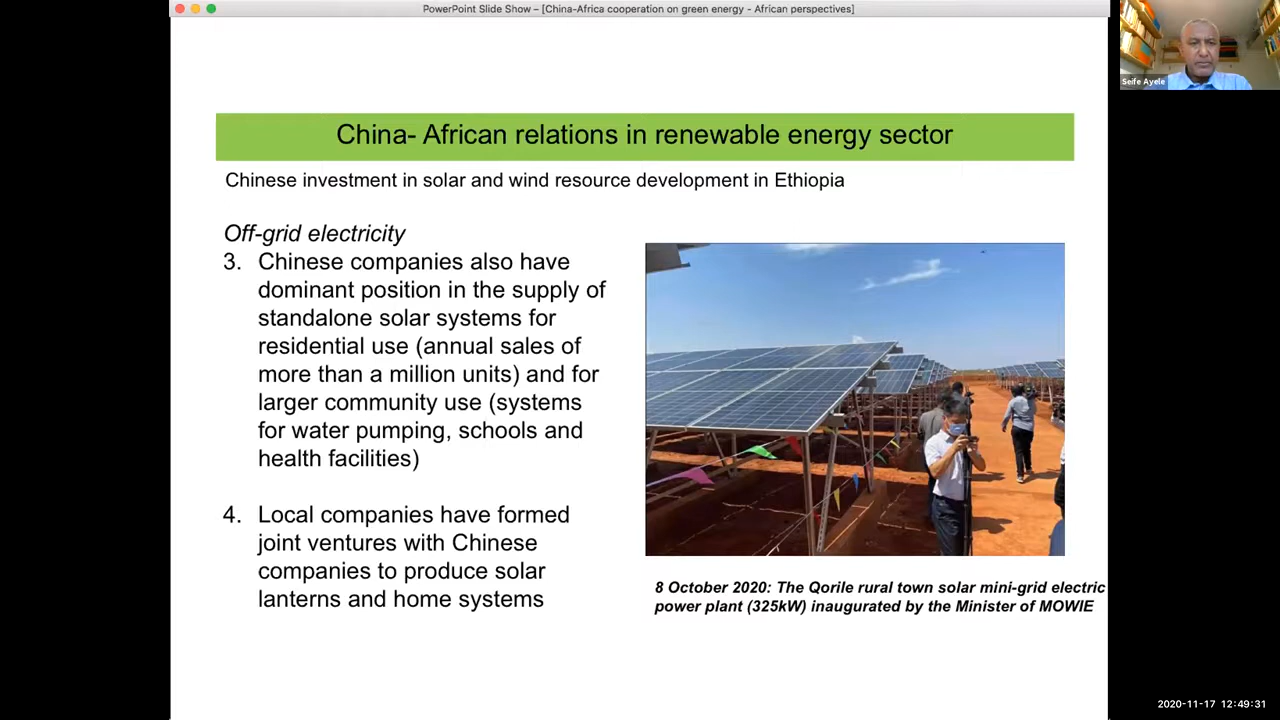 PowerPoint Slide Show – [China-Africa cooperation on green energy - African perspectives]
Seife Ayele
China- African relations in renewable energy sector
Chinese investment in solar and wind resource development in Ethiopia
Off-grid electricity
3. Chinese companies also have
dominant position in the supply of
standalone solar systems for
residential use (annual sales of
more than a million units) and for
larger community use (systems
for water pumping, schools and
health facilities)
4. Local companies have formed
joint ventures with Chinese
companies to produce solar
lanterns and home systems
8 October 2020: The Qorile rural town solar mini-grid electric
power plant (325kW) inaugurated by the Minister of MOWIE
2020-11-17 12:49:31